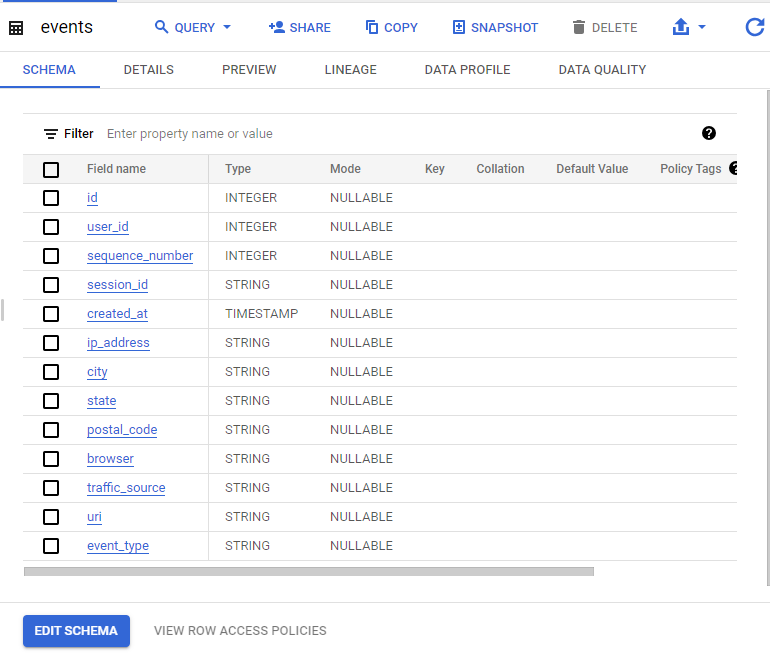 events QUERY SHARE COPY SNAPSHOT DELETE
SCHEMA DETAILS PREVIEW LINEAGE DATA PROFILE DATA QUALITY
Filter Enter property name or value ?
Field name Type Mode Key Collation Default Value Policy Tags ?
id INTEGER NULLABLE
user_id INTEGER NULLABLE
sequence_number INTEGER NULLABLE
session_id STRING NULLABLE
created_at TIMESTAMP NULLABLE
ip_address STRING NULLABLE
city STRING NULLABLE
state STRING NULLABLE
postal_code STRING NULLABLE
browser STRING NULLABLE
traffic_source STRING NULLABLE
uri STRING NULLABLE
event_type STRING NULLABLE
EDIT SCHEMA VIEW ROW ACCESS POLICIES